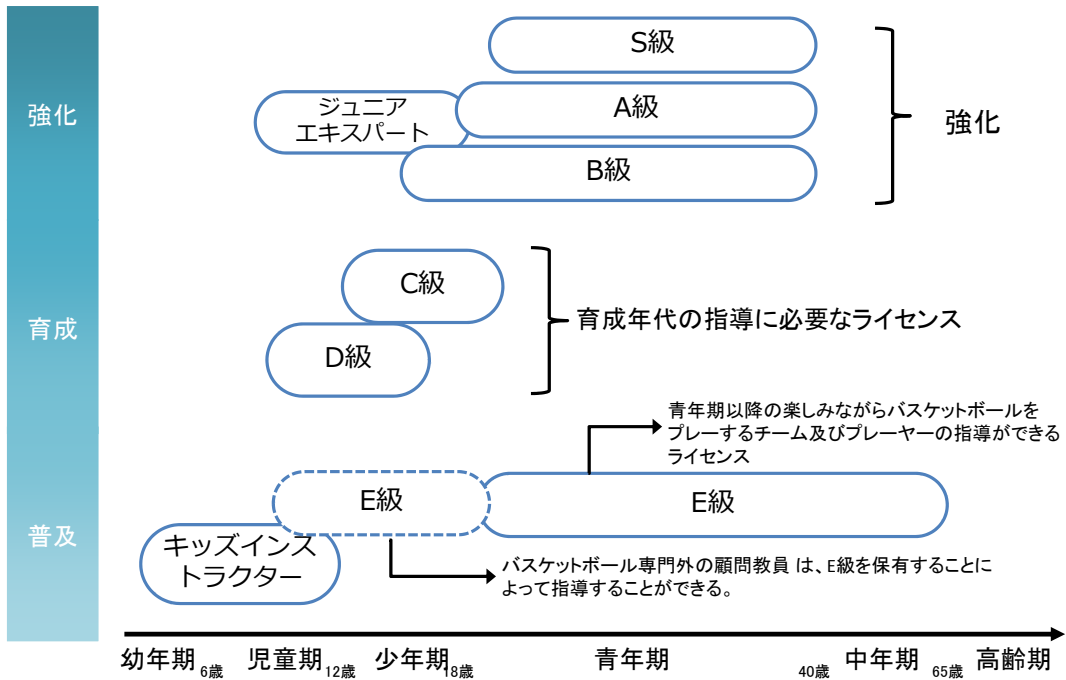 強化
S級
ジュニア
エキスパート
A級
B級
強化
育成
C級
D級
育成年代の指導に必要なライセンス
青年期以降の楽しみながらバスケットボールを
プレーするチーム及びプレーヤーの指導ができる
ライセンス
普及
E級
E級
キッズインス
トラクター
バスケットボール専門外の顧問教員 は、E級を保有することに
よって指導することができる。
幼年期 6歳 児童期 12歳 少年期 18歳 青年期 40歳 中年期 65歳 高齢期